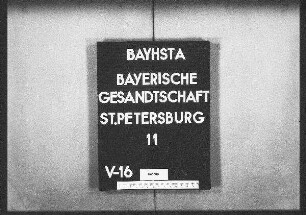 BAYHSTA
BAYERISCHE
GESANDTSCHAFT
ST. PETERSBURG
11
V-16